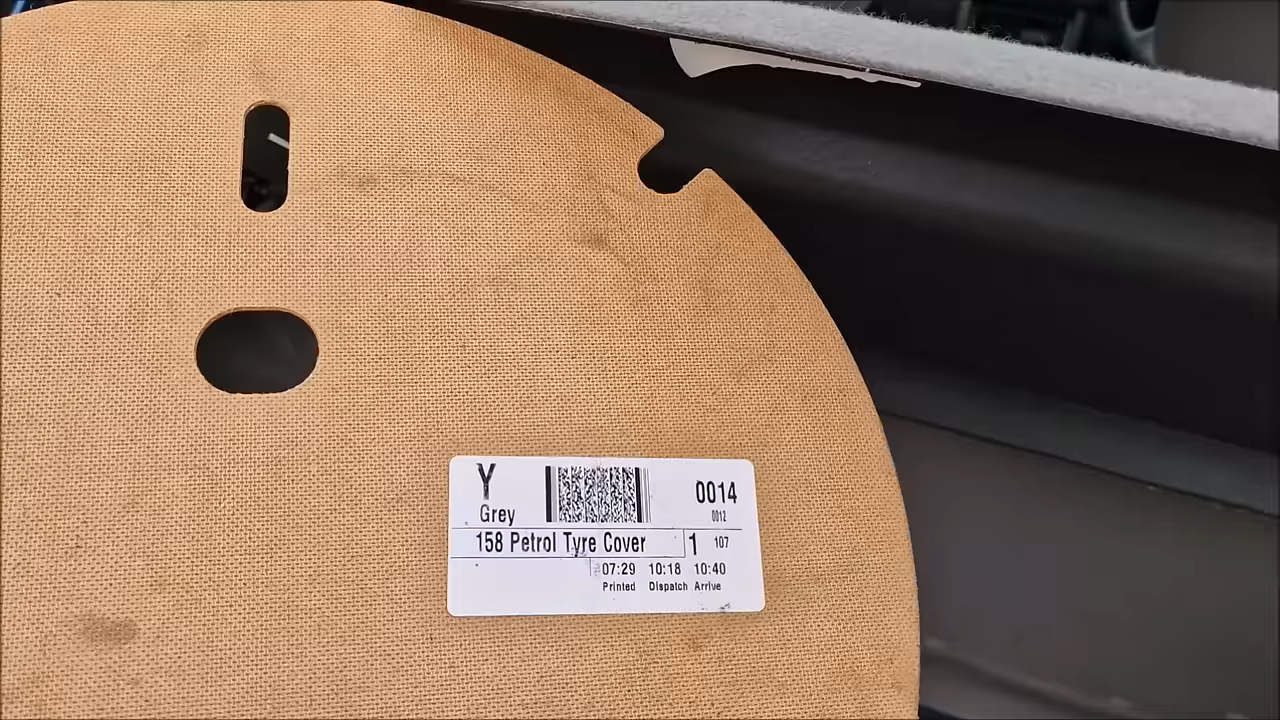 Y
0014
Grey
0012
158 Petrol Tyre Cover
1
107
07:29 10:18 10:40
Printed Dispatch Arrive